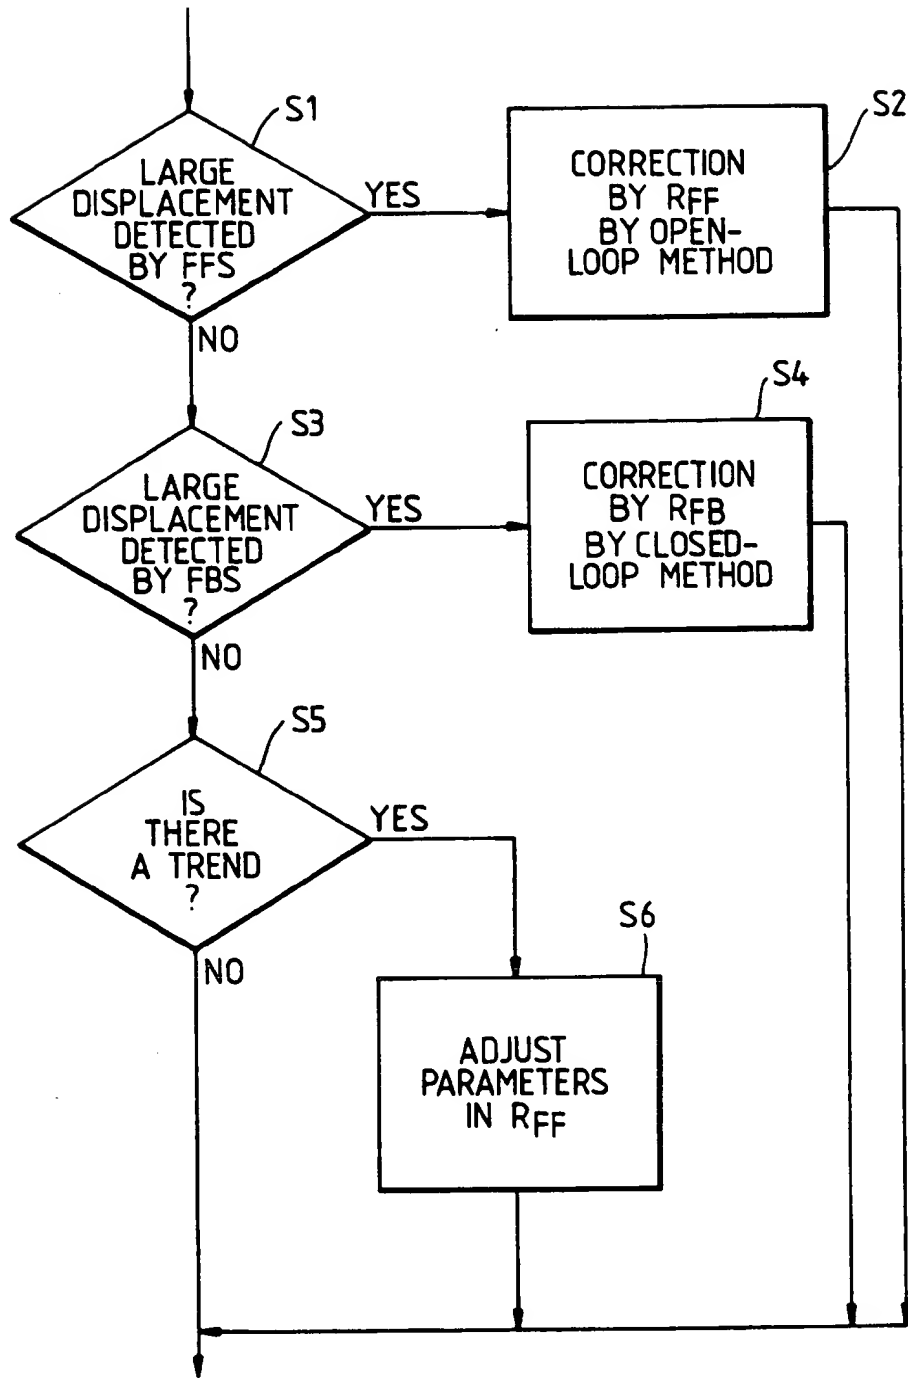 S1
LARGE
DISPLACEMENT
DETECTED
BY FFS
?
YES
NO
S2
CORRECTION
BY RFF
BY OPEN-
LOOP METHOD
S3
LARGE
DISPLACEMENT
DETECTED
BY FBS
?
YES
NO
S4
CORRECTION
BY RFB
BY CLOSED-
LOOP METHOD
S5
IS
THERE
A TREND
?
YES
NO
S6
ADJUST
PARAMETERS
IN RFF